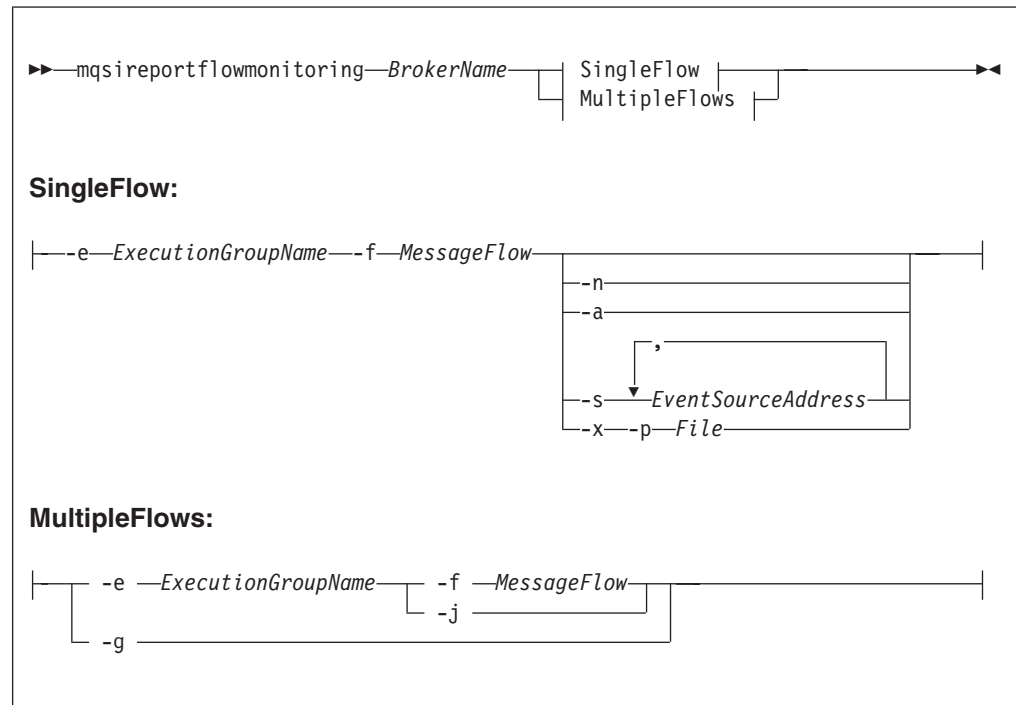 mqsireportflowmonitoring BrokerName SingleFlow
MultipleFlows
SingleFlow:
-e ExecutionGroupName -f MessageFlow
-n
-a
,
-s EventSourceAddress
-x -p File
MultipleFlows:
-e ExecutionGroupName -f MessageFlow
-j
-g